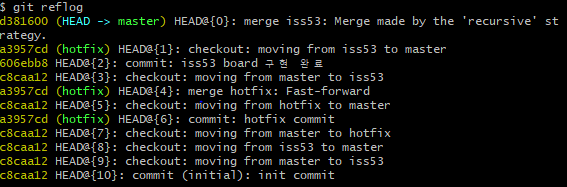 $ git reflog
d381600 (HEAD -> master) HEAD@{0}: merge iss53: Merge made by the 'recursive' st
rategy.
a3957cd (hotfix) HEAD@{1}: checkout: moving from iss53 to master
606ebb8 HEAD@{2}: commit: iss53 board 구현 완료
c8caa12 HEAD@{3}: checkout: moving from master to iss53
a3957cd (hotfix) HEAD@{4}: merge hotfix: Fast-forward
c8caa12 HEAD@{5}: checkout: moving from hotfix to master
a3957cd (hotfix) HEAD@{6}: commit: hotfix commit
c8caa12 HEAD@{7}: checkout: moving from master to hotfix
c8caa12 HEAD@{8}: checkout: moving from iss53 to master
c8caa12 HEAD@{9}: checkout: moving from master to iss53
c8caa12 HEAD@{10}: commit (initial): init commit